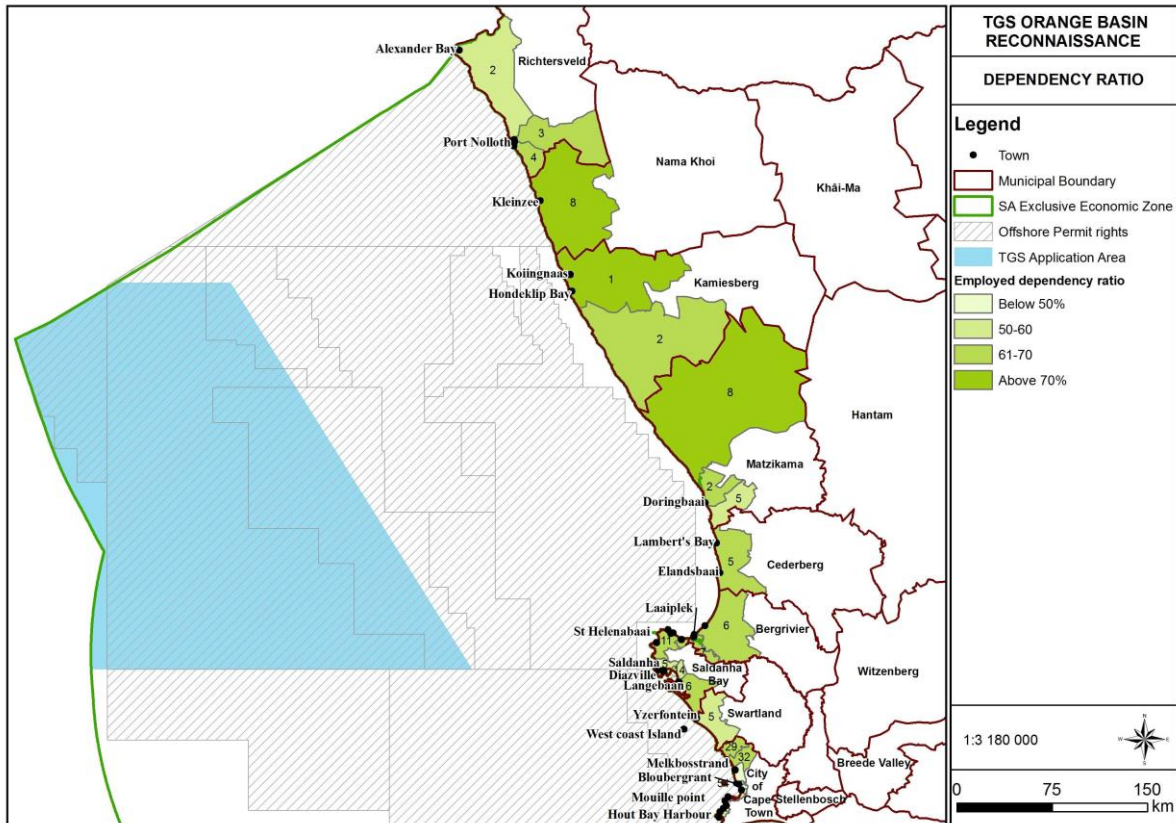 Alexander Bay
Richtersveld
2
3
Port Nolloth
4
Nama Khoi
Khâi-Ma
Kleinzee
8
Koiingnaas
1
Kamiesberg
Hondeklip Bay
2
8
Hantam
Matzikama
2
5
Doringbaai
Lambert's Bay
5
Cederberg
Elandsbaai
Laaiplek
6
Bergrivier
St Helenabaai
11
7
Witzenberg
Saldanha
5
14
Saldanha
Bay
Diazville
Langebaan
6
Yzerfontein
5
Swartland
West coast Island
29
32
Melkbosstrand
Breede Valley
Bloubergrant
City
of
Cape
Town
Stellenbosch
Mouille point
Hout Bay Harbour
TGS ORANGE BASIN
RECONNAISSANCE
DEPENDENCY RATIO
Legend
Town
Municipal Boundary
SA Exclusive Economic Zone
Offshore Permit rights
TGS Application Area
Employed dependency ratio
Below 50%
50-60
61-70
Above 70%
1:3 180 000
N
W
E
S
0 75 150
km